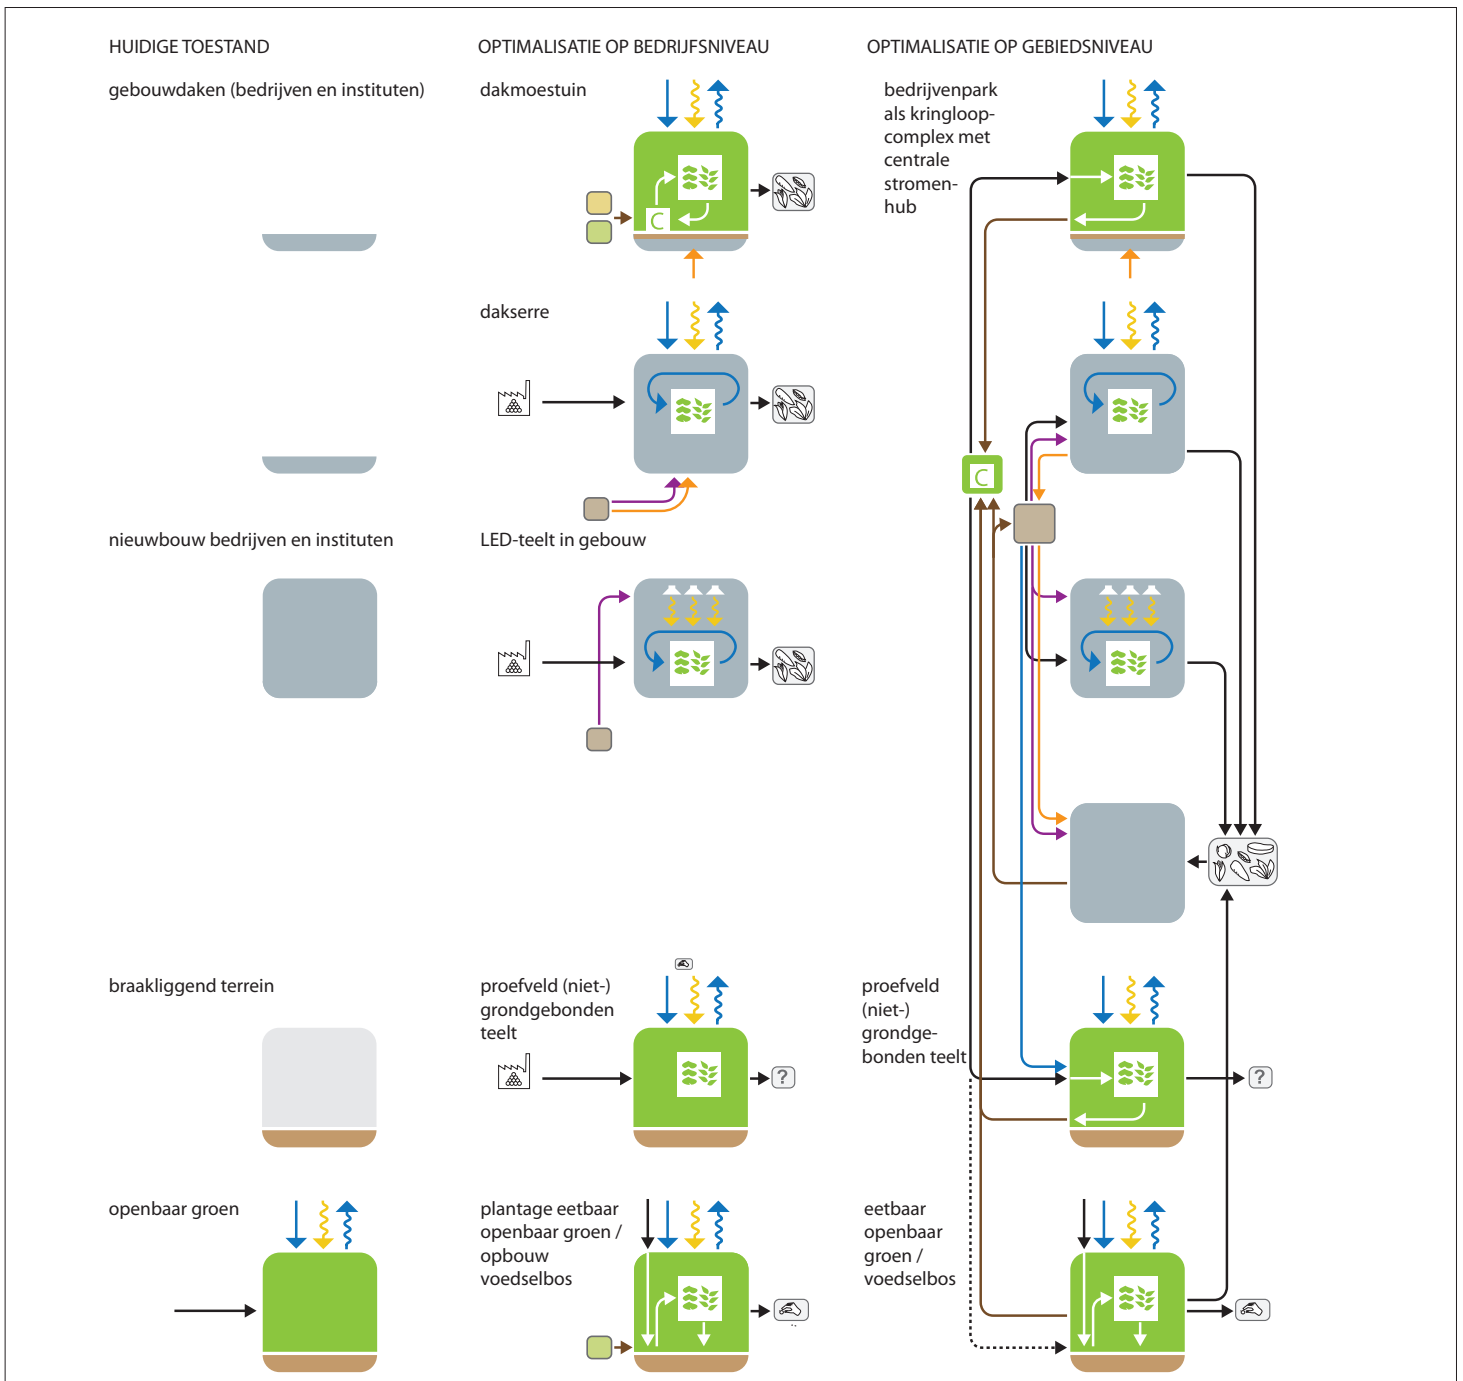 HUIDIGE TOESTAND
OPTIMALISATIE OP BEDRIJFSNIVEAU
OPTIMALISATIE OP GEBIEDSNIVEAU
gebouwdaken (bedrijven en instituten)
dakmoestuin
bedrijvenpark
als kringloop-
complex met
centrale
stromen-
hub
C
dakserre
C
nieuwbouw bedrijven en instituten
LED-teelt in gebouw
braakliggend terrein
proefveld (niet-)
grondgebonden
teelt
?
proefveld
(niet-)
grondge-
bonden teelt
?
openbaar groen
plantage eetbaar
openbaar groen /
opbouw
voedselbos
eetbaar
openbaar
groen /
voedselbos